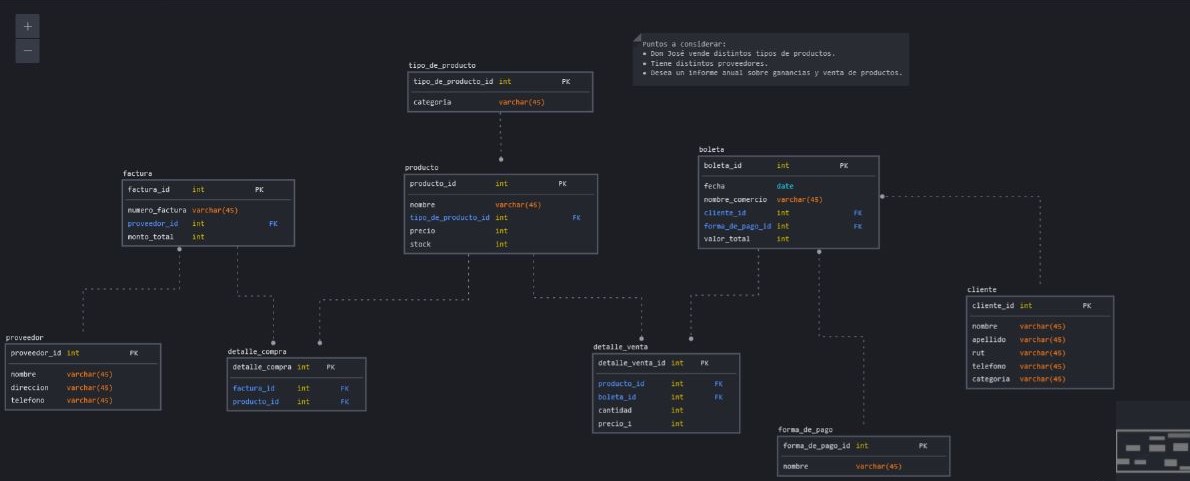 +
−
Puntos a considerar:
• Don José vende distintos tipos de productos.
• Tiene distintos proveedores.
• Desea un informe anual sobre ganancias y venta de productos.
tipo_de_producto
tipo_de_producto_id int PK
categoria varchar(45)
factura
factura_id int PK
numero_factura varchar(45)
proveedor_id int FK
monto_total int
producto
producto_id int PK
nombre varchar(45)
tipo_de_producto_id int FK
precio int
stock int
boleta
boleta_id int PK
fecha date
nombre_comercio varchar(45)
cliente_id int FK
forma_de_pago_id int FK
valor_total int
proveedor
proveedor_id int PK
nombre varchar(45)
direccion varchar(45)
telefono varchar(45)
detalle_compra
detalle_compra int PK
factura_id int FK
producto_id int FK
detalle_venta
detalle_venta_id int PK
producto_id int FK
boleta_id int FK
cantidad int
precio_i int
cliente
cliente_id int PK
nombre varchar(45)
apellido varchar(45)
rut varchar(45)
telefono varchar(45)
categoria varchar(45)
forma_de_pago
forma_de_pago_id int PK
nombre varchar(45)